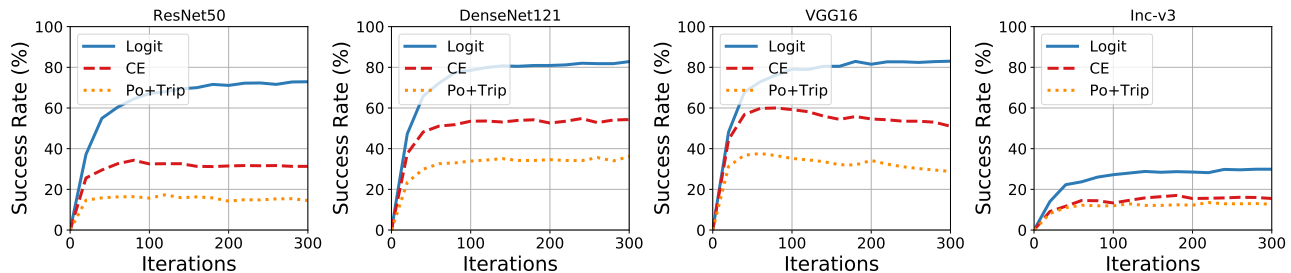 ResNet50
Success Rate (%)
100
80
60
40
20
0
Logit
CE
Po+Trip
0 100 200 300
Iterations
DenseNet121
Success Rate (%)
100
80
60
40
20
0
Logit
CE
Po+Trip
0 100 200 300
Iterations
VGG16
Success Rate (%)
100
80
60
40
20
0
Logit
CE
Po+Trip
0 100 200 300
Iterations
Inc-v3
Success Rate (%)
100
80
60
40
20
0
Logit
CE
Po+Trip
0 100 200 300
Iterations